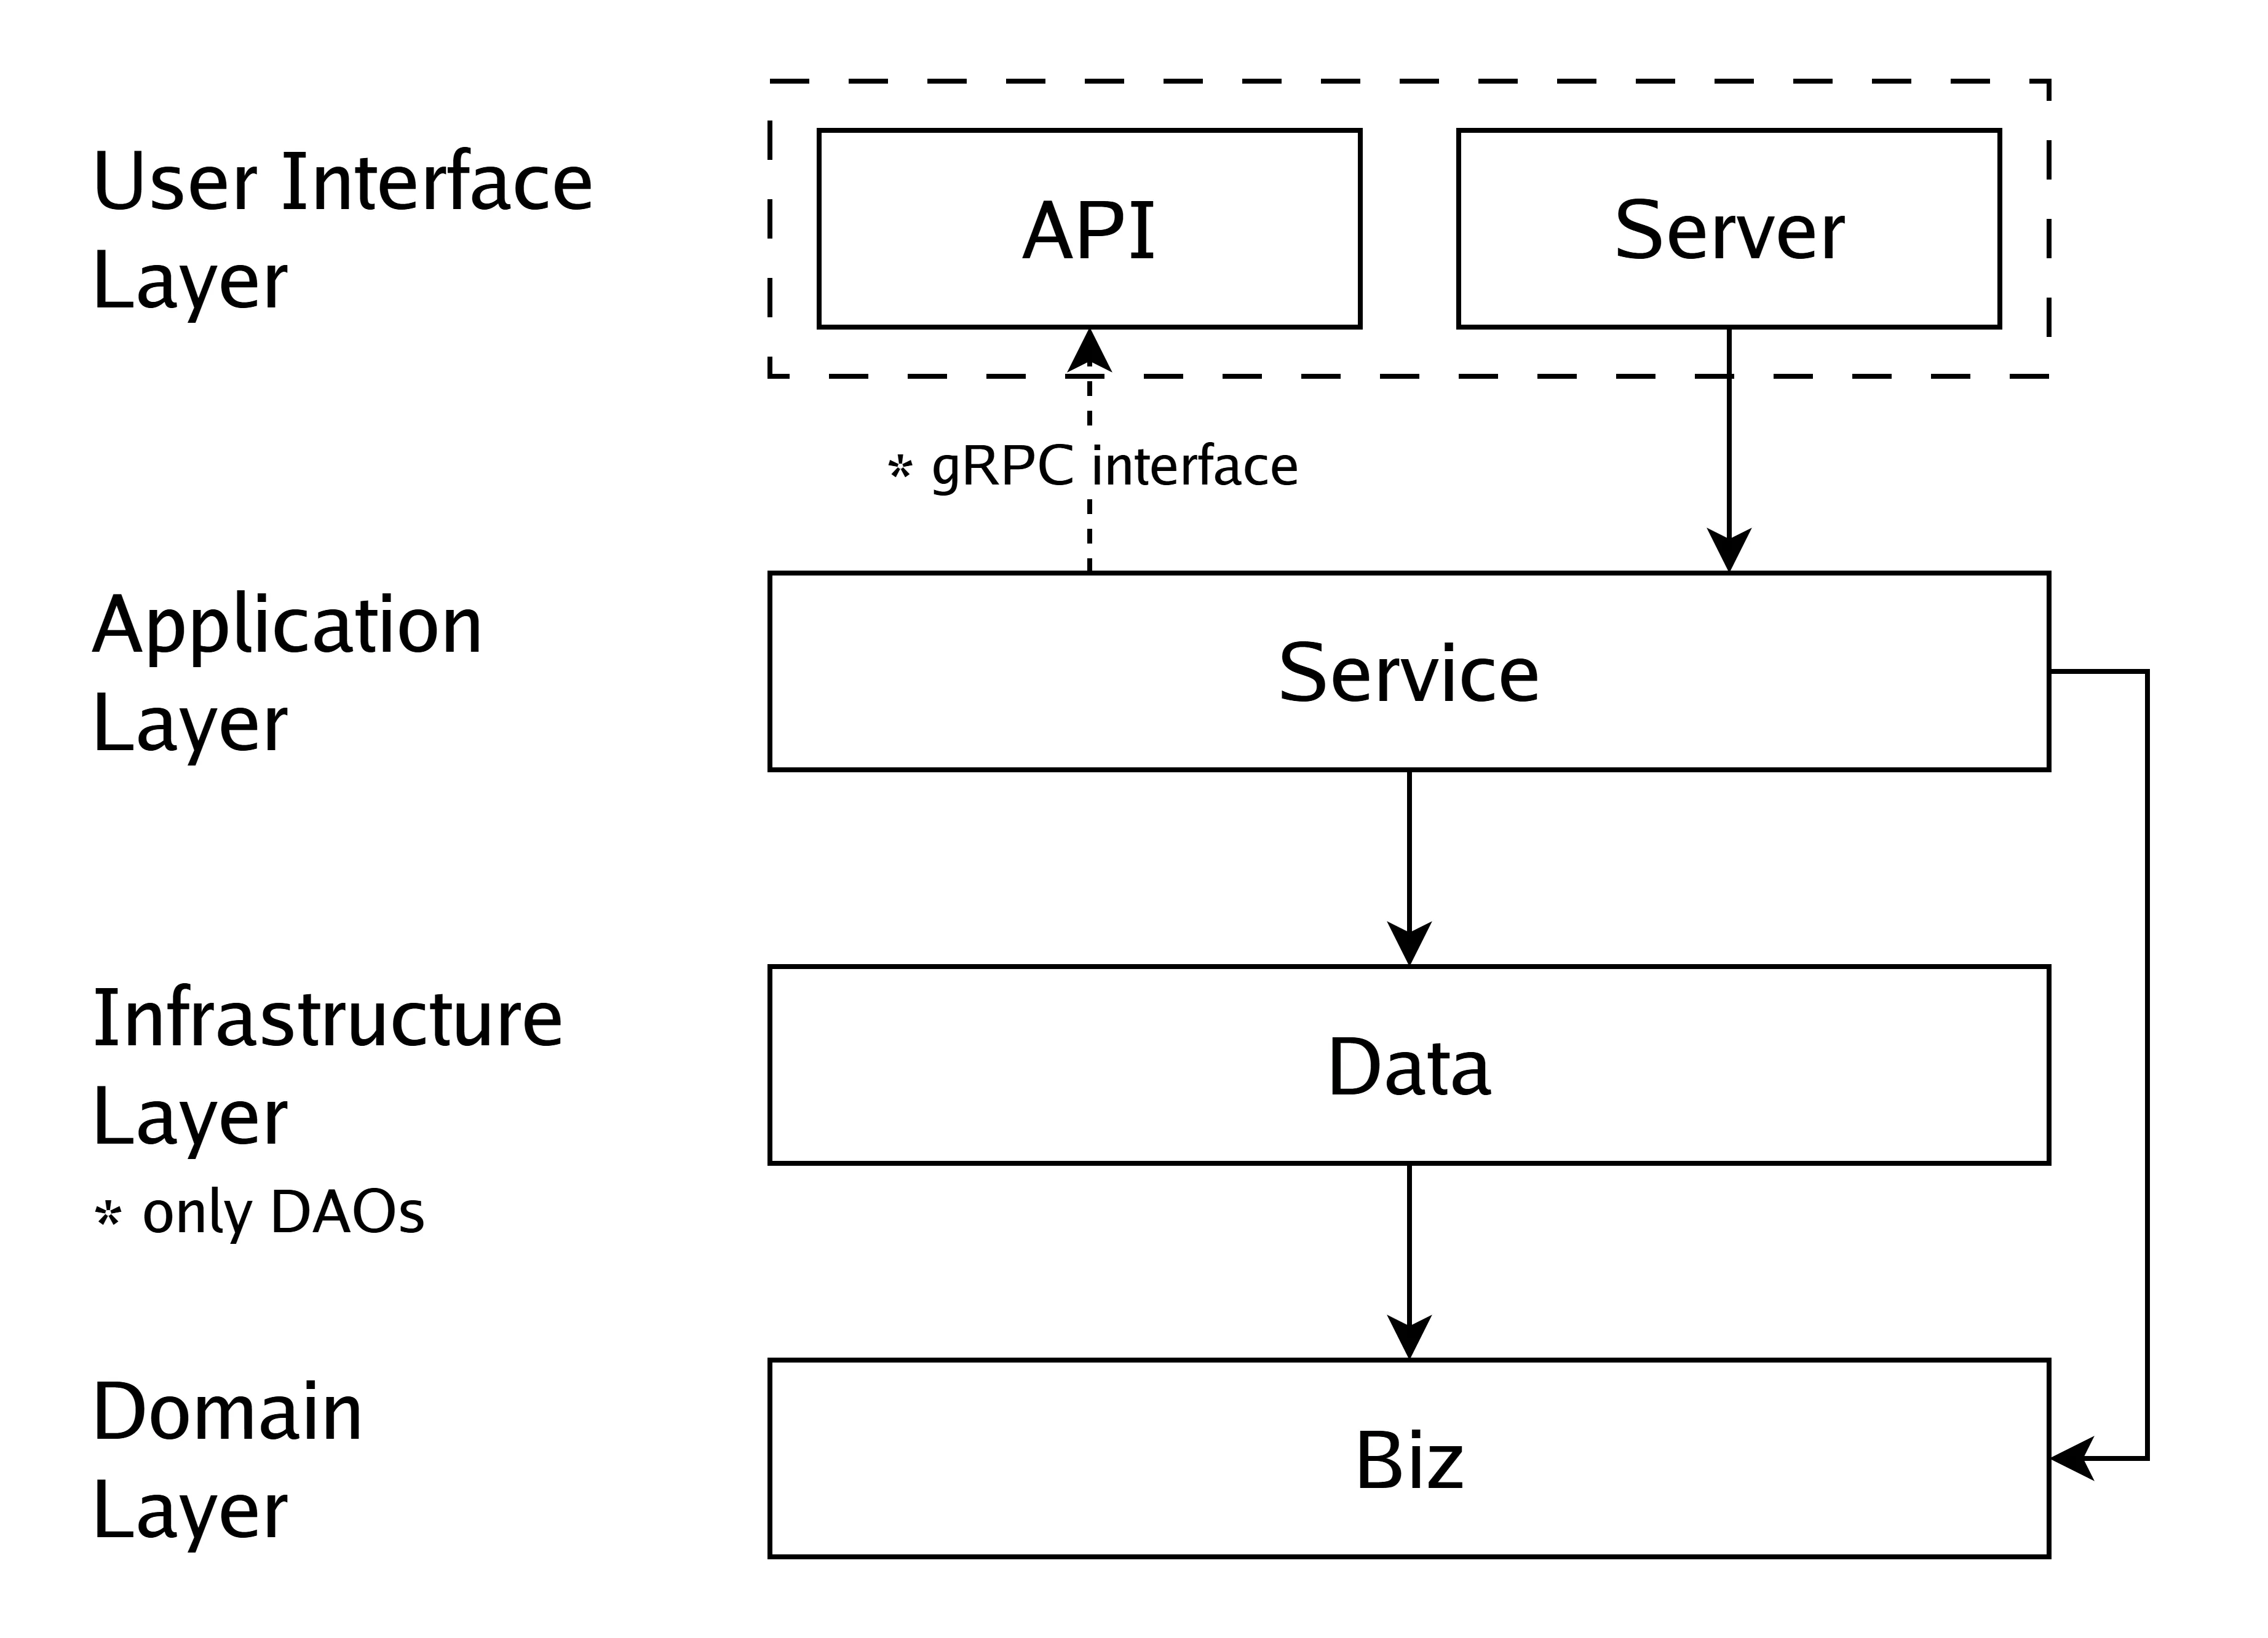 User Interface
Layer
API
Server
* gRPC interface
Application
Layer
Service
Infrastructure
Layer
* only DAOs
Data
Domain
Layer
Biz